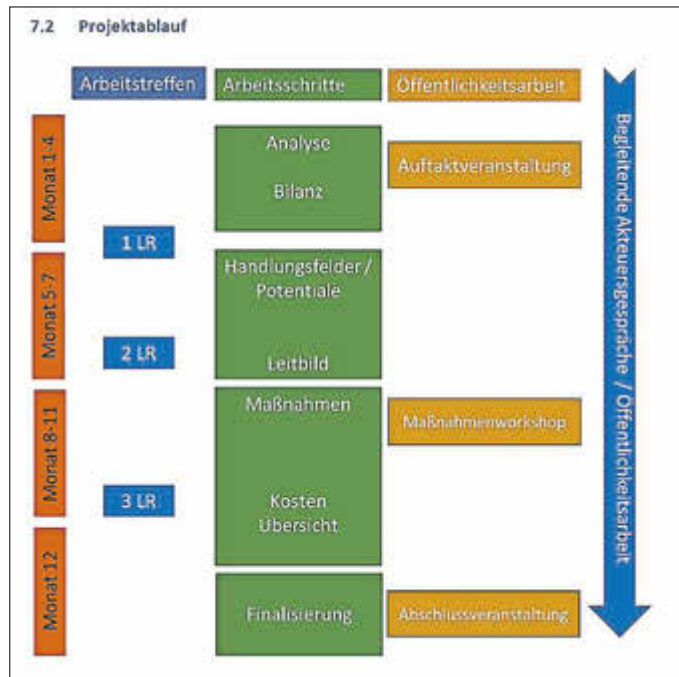 7.2 Projektablauf
Arbeitstreffen
Arbeitsschritte
Öffentlichkeitsarbeit
Monat 1-4
Analyse
Bilanz
Auftaktveranstaltung
1 LR
Monat 5-7
Handlungsfelder /
Potentiale
2 LR
Leitbild
Monat 8-11
Maßnahmen
Maßnahmenworkshop
3 LR
Kosten
Übersicht
Monat 12
Finalisierung
Abschlussveranstaltung
Begleitende Akteuersgespräche / Öffentlichkeitsarbeit